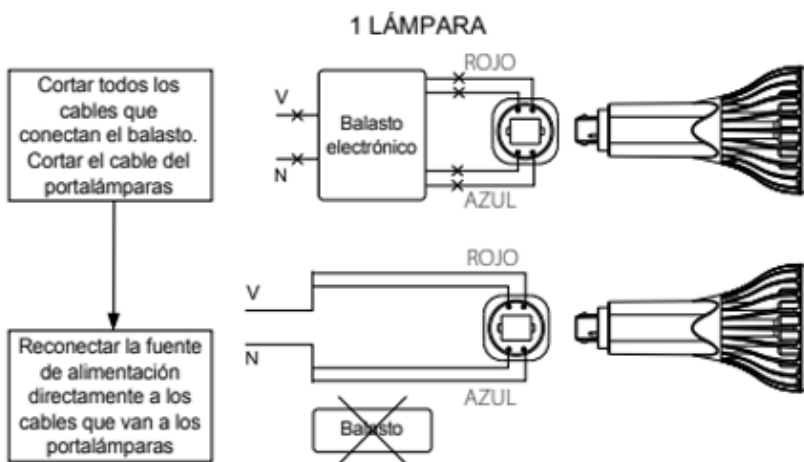 1 LÁMPARA
Cortar todos los
cables que
conectan el balasto.
Cortar el cable del
portalámparas
V
N
Balasto
electrónico
ROJO
AZUL
Reconectar la fuente
de alimentación
directamente a los
cables que van a los
portalámparas
V
N
ROJO
AZUL
Balasto